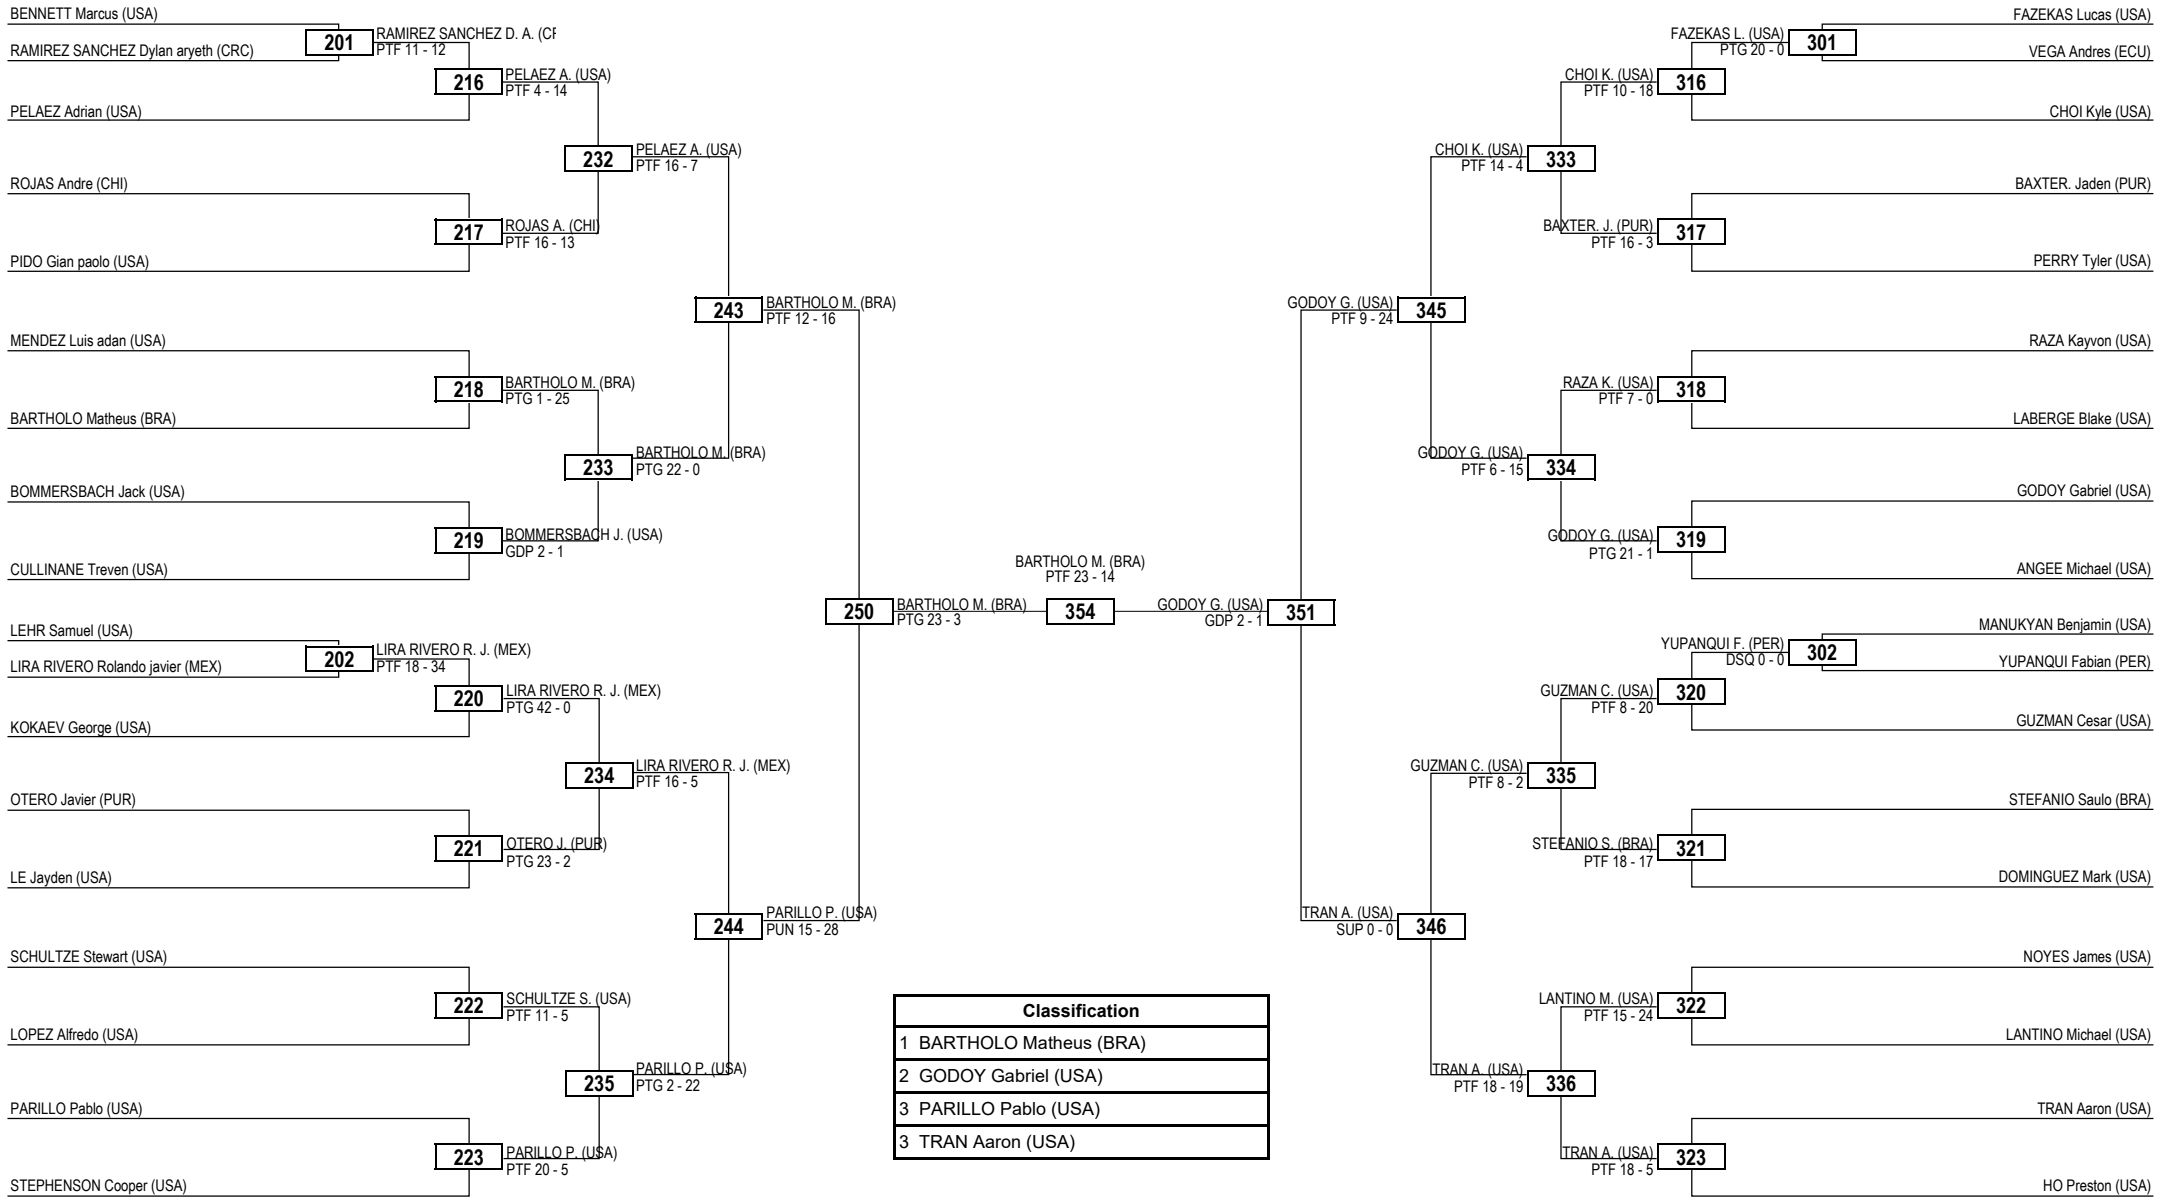 BENNETT Marcus (USA)
RAMIREZ SANCHEZ Dylan aryeth (CRC)
201
RAMIREZ SANCHEZ D. A. (CR
PTF 11 - 12
216
PELAEZ A. (USA)
PTF 4 - 14
PELAEZ Adrian (USA)
232
PELAEZ A. (USA)
PTF 16 - 7
ROJAS Andre (CHI)
217
ROJAS A. (CHI)
PTF 16 - 13
PIDO Gian paolo (USA)
243
BARTHOLO M. (BRA)
PTF 12 - 16
MENDEZ Luis adan (USA)
218
BARTHOLO M. (BRA)
PTG 1 - 25
BARTHOLO Matheus (BRA)
233
BARTHOLO M. (BRA)
PTG 22 - 0
BOMMERSBACH Jack (USA)
219
BOMMERSBACH J. (USA)
GDP 2 - 1
CULLINANE Treven (USA)
250
BARTHOLO M. (BRA)
PTG 23 - 3
LEHR Samuel (USA)
LIRA RIVERO Rolando javier (MEX)
202
LIRA RIVERO R. J. (MEX)
PTF 18 - 34
220
LIRA RIVERO R. J. (MEX)
PTG 42 - 0
KOKAEV George (USA)
234
LIRA RIVERO R. J. (MEX)
PTF 16 - 5
OTERO Javier (PUR)
221
OTERO J. (PUR)
PTG 23 - 2
LE Jayden (USA)
244
PARILLO P. (USA)
PUN 15 - 28
SCHULTZE Stewart (USA)
222
SCHULTZE S. (USA)
PTF 11 - 5
LOPEZ Alfredo (USA)
235
PARILLO P. (USA)
PTG 2 - 22
PARILLO Pablo (USA)
223
PARILLO P. (USA)
PTF 20 - 5
STEPHENSON Cooper (USA)
BARTHOLO M. (BRA)
PTF 23 - 14
354
GODOY G. (USA)
GDP 2 - 1
351
FAZEKAS Lucas (USA)
FAZEKAS L. (USA)
PTG 20 - 0
301
VEGA Andres (ECU)
CHOI K. (USA)
PTF 10 - 18
316
CHOI Kyle (USA)
CHOI K. (USA)
PTF 14 - 4
333
BAXTER. Jaden (PUR)
BAXTER. J. (PUR)
PTF 16 - 3
317
PERRY Tyler (USA)
GODOY G. (USA)
PTF 9 - 24
345
RAZA Kayvon (USA)
RAZA K. (USA)
PTF 7 - 0
318
LABERGE Blake (USA)
GODOY G. (USA)
PTF 6 - 15
334
GODOY Gabriel (USA)
GODOY G. (USA)
PTG 21 - 1
319
ANGEE Michael (USA)
MANUKYAN Benjamin (USA)
YUPANQUI F. (PER)
DSQ 0 - 0
302
YUPANQUI Fabian (PER)
GUZMAN C. (USA)
PTF 8 - 20
320
GUZMAN Cesar (USA)
GUZMAN C. (USA)
PTF 8 - 2
335
STEFANIO Saulo (BRA)
STEFANIO S. (BRA)
PTF 18 - 17
321
DOMINGUEZ Mark (USA)
TRAN A. (USA)
SUP 0 - 0
346
NOYES James (USA)
LANTINO M. (USA)
PTF 15 - 24
322
LANTINO Michael (USA)
TRAN A. (USA)
PTF 18 - 19
336
TRAN Aaron (USA)
TRAN A. (USA)
PTF 18 - 5
323
HO Preston (USA)
Classification
1 BARTHOLO Matheus (BRA)
2 GODOY Gabriel (USA)
3 PARILLO Pablo (USA)
3 TRAN Aaron (USA)